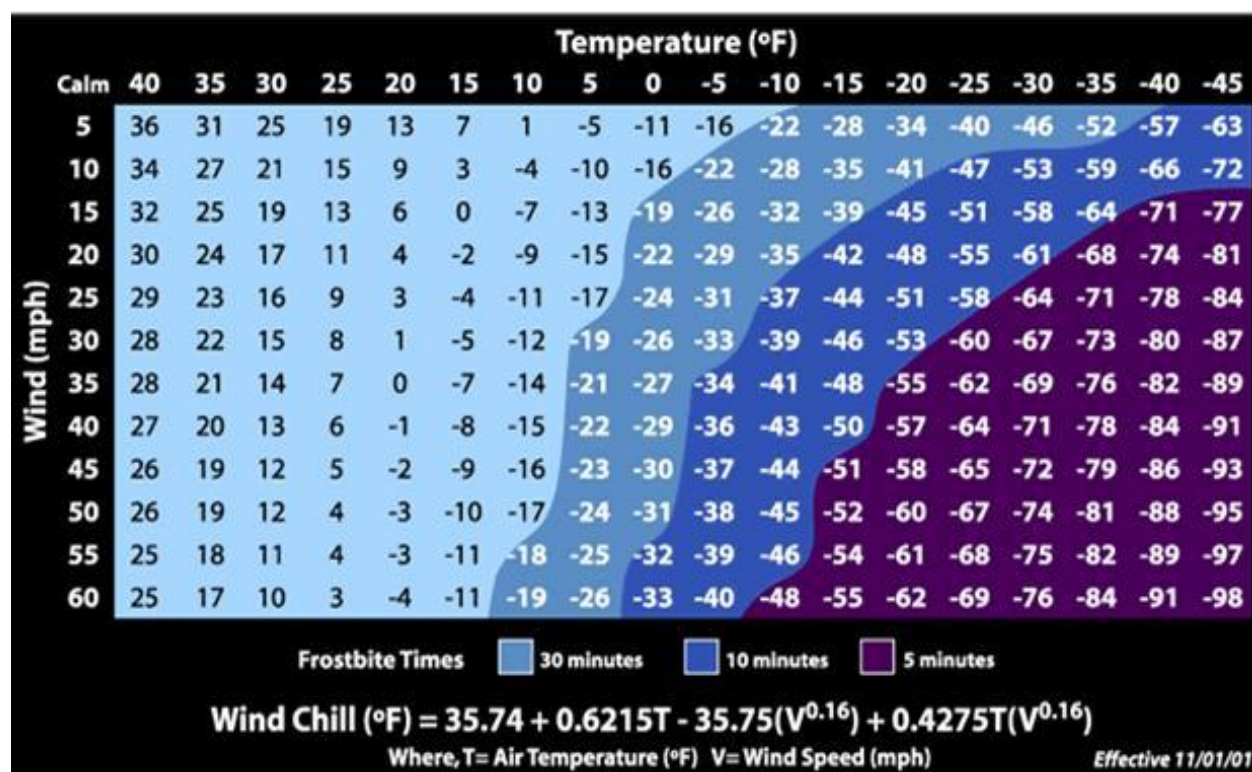 Temperature (ºF)
Calm 40 35 30 25 20 15 10 5 0 -5 -10 -15 -20 -25 -30 -35 -40 -45
Wind (mph)
5 36 31 25 19 13 7 1 -5 -11 -16 -22 -28 -34 -40 -46 -52 -57 -63
10 34 27 21 15 9 3 -4 -10 -16 -22 -28 -35 -41 -47 -53 -59 -66 -72
15 32 25 19 13 6 0 -7 -13 -19 -26 -32 -39 -45 -51 -58 -64 -71 -77
20 30 24 17 11 4 -2 -9 -15 -22 -29 -35 -42 -48 -55 -61 -68 -74 -81
25 29 23 16 9 3 -4 -11 -17 -24 -31 -37 -44 -51 -58 -64 -71 -78 -84
30 28 22 15 8 1 -5 -12 -19 -26 -33 -39 -46 -53 -60 -67 -73 -80 -87
35 28 21 14 7 0 -7 -14 -21 -27 -34 -41 -48 -55 -62 -69 -76 -82 -89
40 27 20 13 6 -1 -8 -15 -22 -29 -36 -43 -50 -57 -64 -71 -78 -84 -91
45 26 19 12 5 -2 -9 -16 -23 -30 -37 -44 -51 -58 -65 -72 -79 -86 -93
50 26 19 12 4 -3 -10 -17 -24 -31 -38 -45 -52 -60 -67 -74 -81 -88 -95
55 25 18 11 4 -3 -11 -18 -25 -32 -39 -46 -54 -61 -68 -75 -82 -89 -97
60 25 17 10 3 -4 -11 -19 -26 -33 -40 -48 -55 -62 -69 -76 -84 -91 -98
Frostbite Times 30 minutes 10 minutes 5 minutes
Wind Chill (ºF) = 35.74 + 0.6215T - 35.75(V^0.16) + 0.4275T(V^0.16)
Where, T= Air Temperature (ºF) V= Wind Speed (mph) Effective 11/01/01